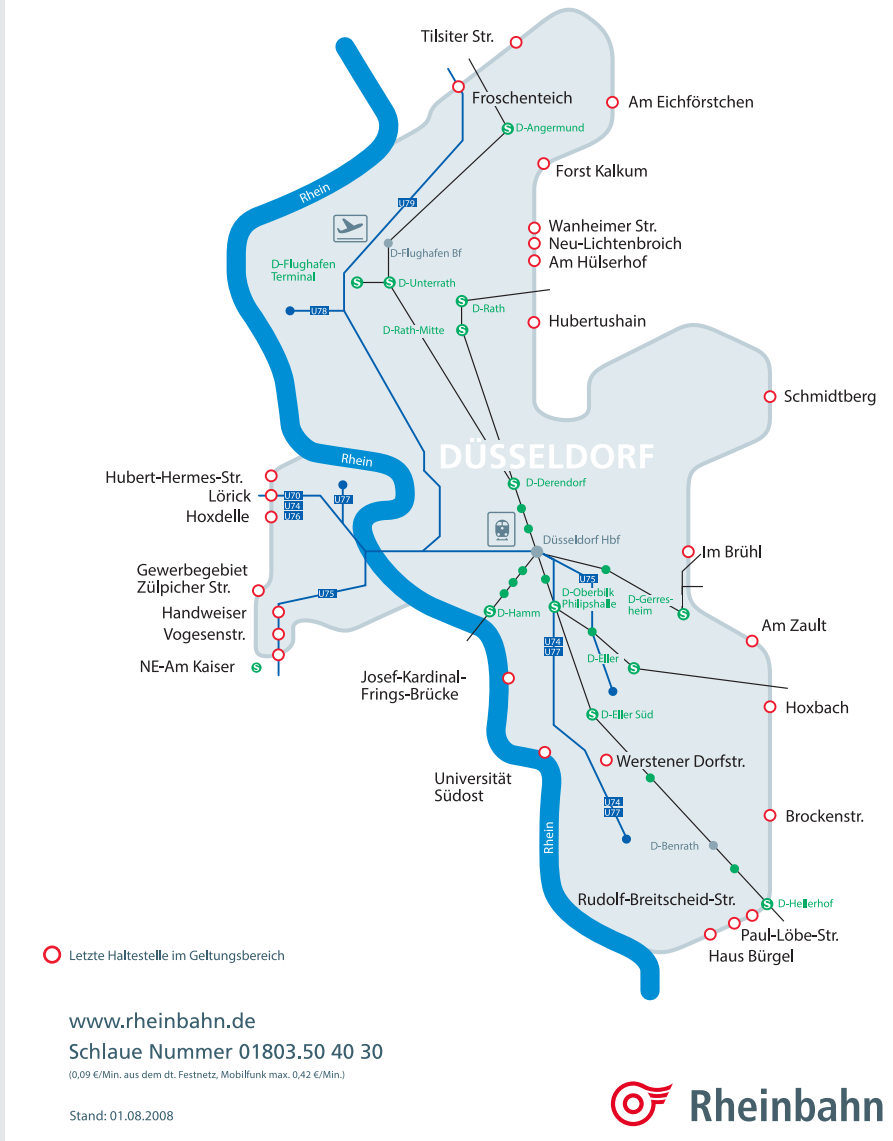 Tilsiter Str.
Froschenteich
Am Eichförstchen
D-Angermund
Forst Kalkum
Rhein
U79
Wanheimer Str.
Neu-Lichtenbroich
Am Hülserhof
D-Flughafen Bf
D-Flughafen
Terminal
D-Unterrath
D-Rath
U78
D-Rath-Mitte
Hubertushain
Schmidtberg
DÜSSELDORF
Rhein
Hubert-Hermes-Str.
Lörick
Hoxdelle
U70
U74
U76
U77
D-Derendorf
Düsseldorf Hbf
Im Brühl
Gewerbegebiet
Zülpicher Str.
U75
U75
D-Oberbilk
Philipshalle
D-Gerres-
heim
Handweiser
Vogesenstr.
D-Hamm
Am Zault
U74
U77
NE-Am Kaiser
D-Eller
Josef-Kardinal-
Frings-Brücke
Hoxbach
D-Eller Süd
Universität
Südost
Werstener Dorfstr.
U74
U77
Brockenstr.
Rhein
D-Benrath
Rudolf-Breitscheid-Str.
D-Hellerhof
Paul-Löbe-Str.
Haus Bürgel
Letzte Haltestelle im Geltungsbereich
www.rheinbahn.de
Schlaue Nummer 01803.50 40 30
(0,09 €/Min. aus dem dt. Festnetz, Mobilfunk max. 0,42 €/Min.)
Stand: 01.08.2008
Rheinbahn